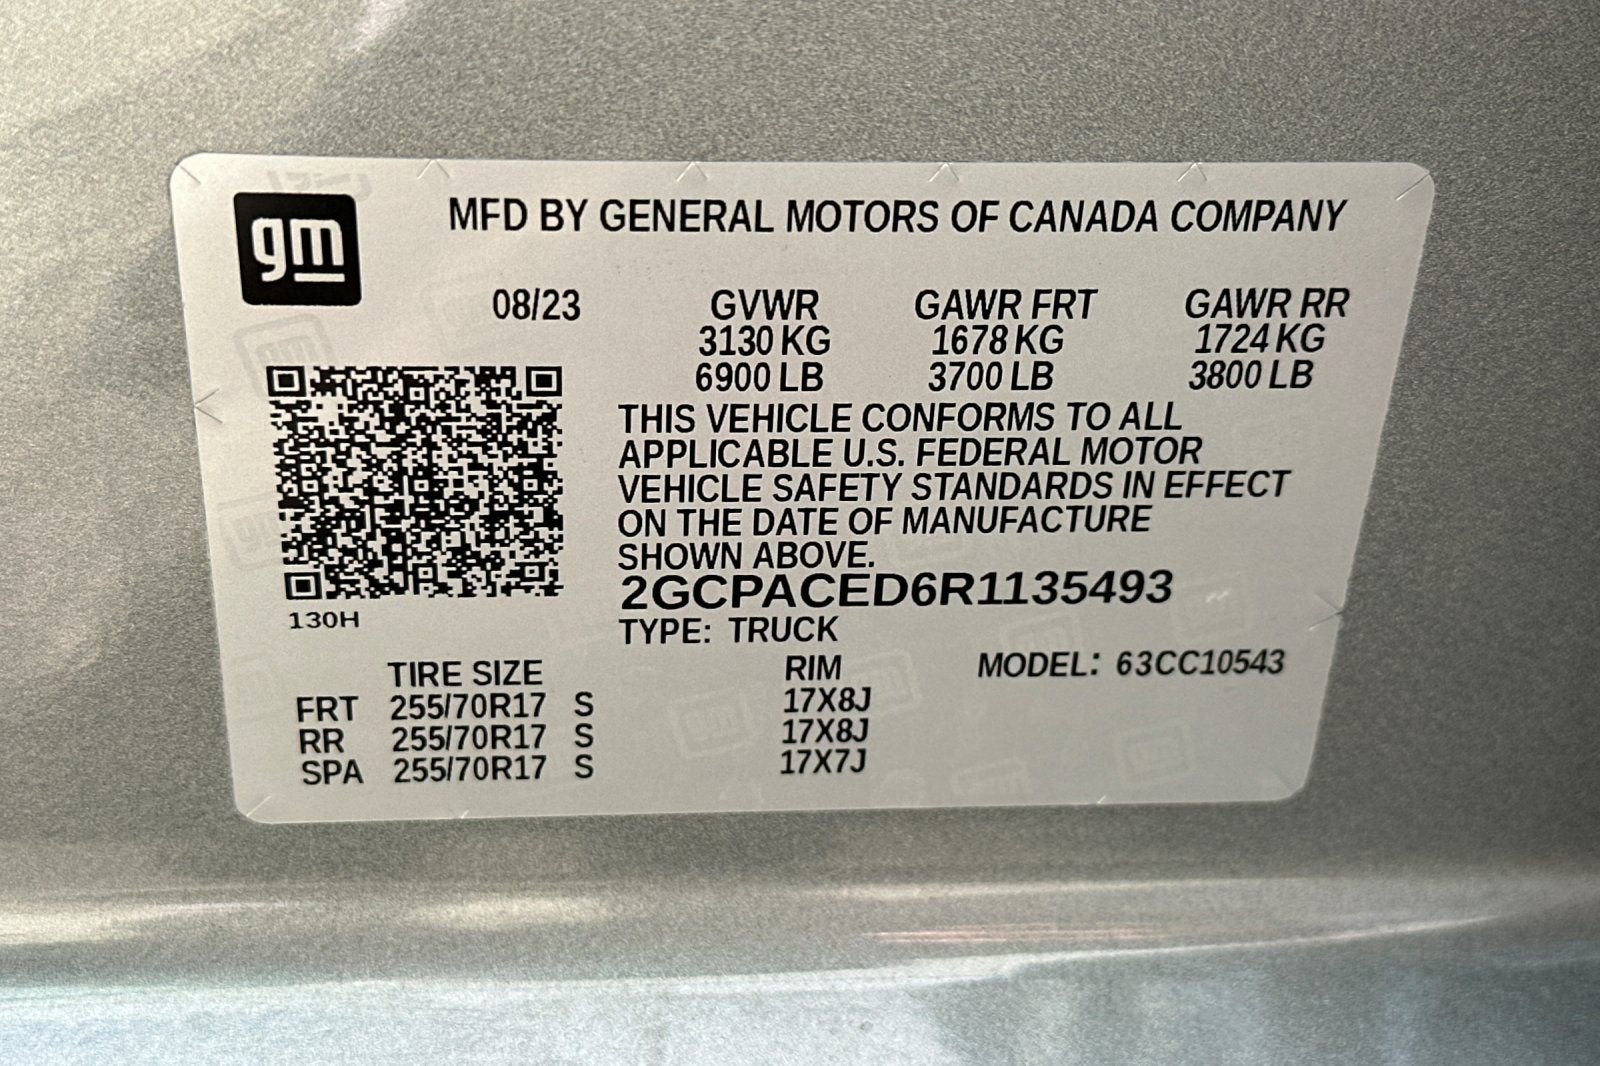 gm
MFD BY GENERAL MOTORS OF CANADA COMPANY
08/23 GVWR GAWR FRT GAWR RR
3130 KG 1678 KG 1724 KG
6900 LB 3700 LB 3800 LB
THIS VEHICLE CONFORMS TO ALL
APPLICABLE U.S. FEDERAL MOTOR
VEHICLE SAFETY STANDARDS IN EFFECT
ON THE DATE OF MANUFACTURE
SHOWN ABOVE.
2GCPACED6R1135493
130H
TYPE: TRUCK
TIRE SIZE RIM MODEL: 63CC10543
FRT 255/70R17 S 17X8J
RR 255/70R17 S 17X8J
SPA 255/70R17 S 17X7J